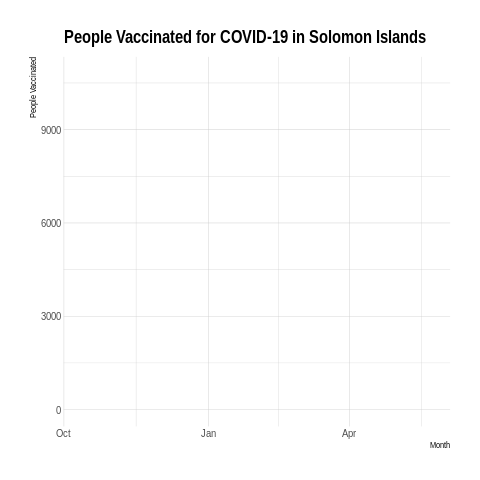 People Vaccinated for COVID-19 in Solomon Islands
People Vaccinated
9000
6000
3000
0
Oct Jan Apr
Month